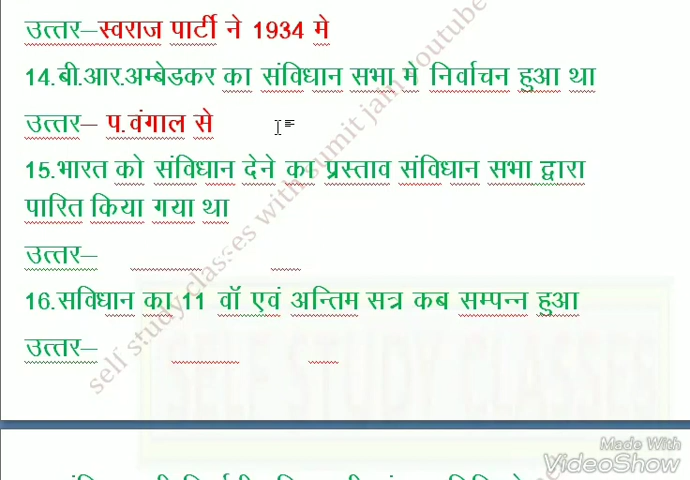 उत्तर–स्वराज पार्टी ने 1934 मे
14.बी.आर.अम्बेडकर का संविधान सभा मे निर्वाचन हुआ था
उत्तर– प.वंगाल से
15.भारत को संविधान देने का प्रस्ताव संविधान सभा द्वारा
पारित किया गया था
उत्तर–
16.सविधान का 11 वॉ एवं अन्तिम सत्र कब सम्पन्न हुआ
उत्तर–
self study classes with sumit jain youtube
SELF STUDY CLASSES
Made With
VideoShow